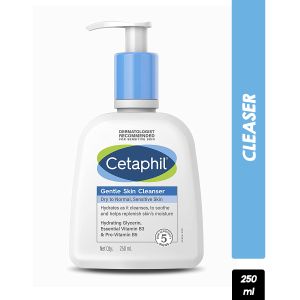 DERMATOLOGIST
RECOMMENDED
FOR SENSITIVE SKIN
Cetaphil
Gentle Skin Cleanser
Dry to Normal, Sensitive Skin
Hydrates as it cleanses, to soothe
and helps replenish skin's moisture
Hydrating Glycerin,
Essential Vitamin B3
& Pro-Vitamin B5
5
Net Qty. 250 ml
CLEASER
250
ml